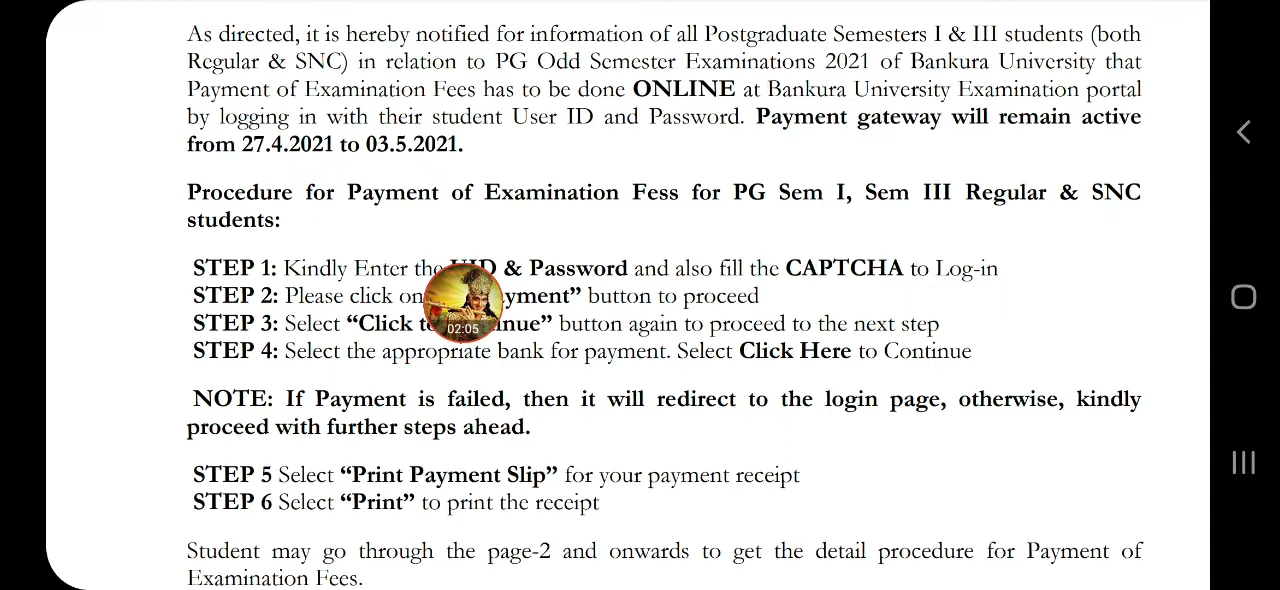 As directed, it is hereby notified for information of all Postgraduate Semesters I & III students (both
Regular & SNC) in relation to PG Odd Semester Examinations 2021 of Bankura University that
Payment of Examination Fees has to be done ONLINE at Bankura University Examination portal
by logging in with their student User ID and Password. Payment gateway will remain active
from 27.4.2021 to 03.5.2021.
Procedure for Payment of Examination Fess for PG Sem I, Sem III Regular & SNC
students:
STEP 1: Kindly Enter the & Password and also fill the CAPTCHA to Log-in
STEP 2: Please click on yment” button to proceed
STEP 3: Select “Click nue” button again to proceed to the next step
02:05
STEP 4: Select the appropriate bank for payment. Select Click Here to Continue
NOTE: If Payment is failed, then it will redirect to the login page, otherwise, kindly
proceed with further steps ahead.
STEP 5 Select “Print Payment Slip” for your payment receipt
STEP 6 Select “Print” to print the receipt
Student may go through the page-2 and onwards to get the detail procedure for Payment of
Examination Fees.